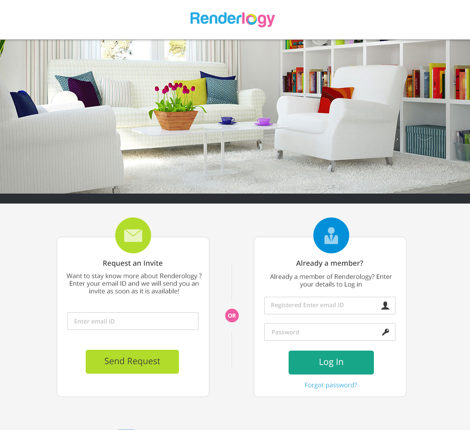 Renderlogy
Request an Invite
Want to stay know more about Renderology ?
Enter your email ID and we will send you an
invite as soon as it is available!
Enter email ID
Send Request
OR
Already a member?
Already a member of Renderology? Enter
your details to Log in
Registered Enter email ID
Password
Log In
Forgot password?